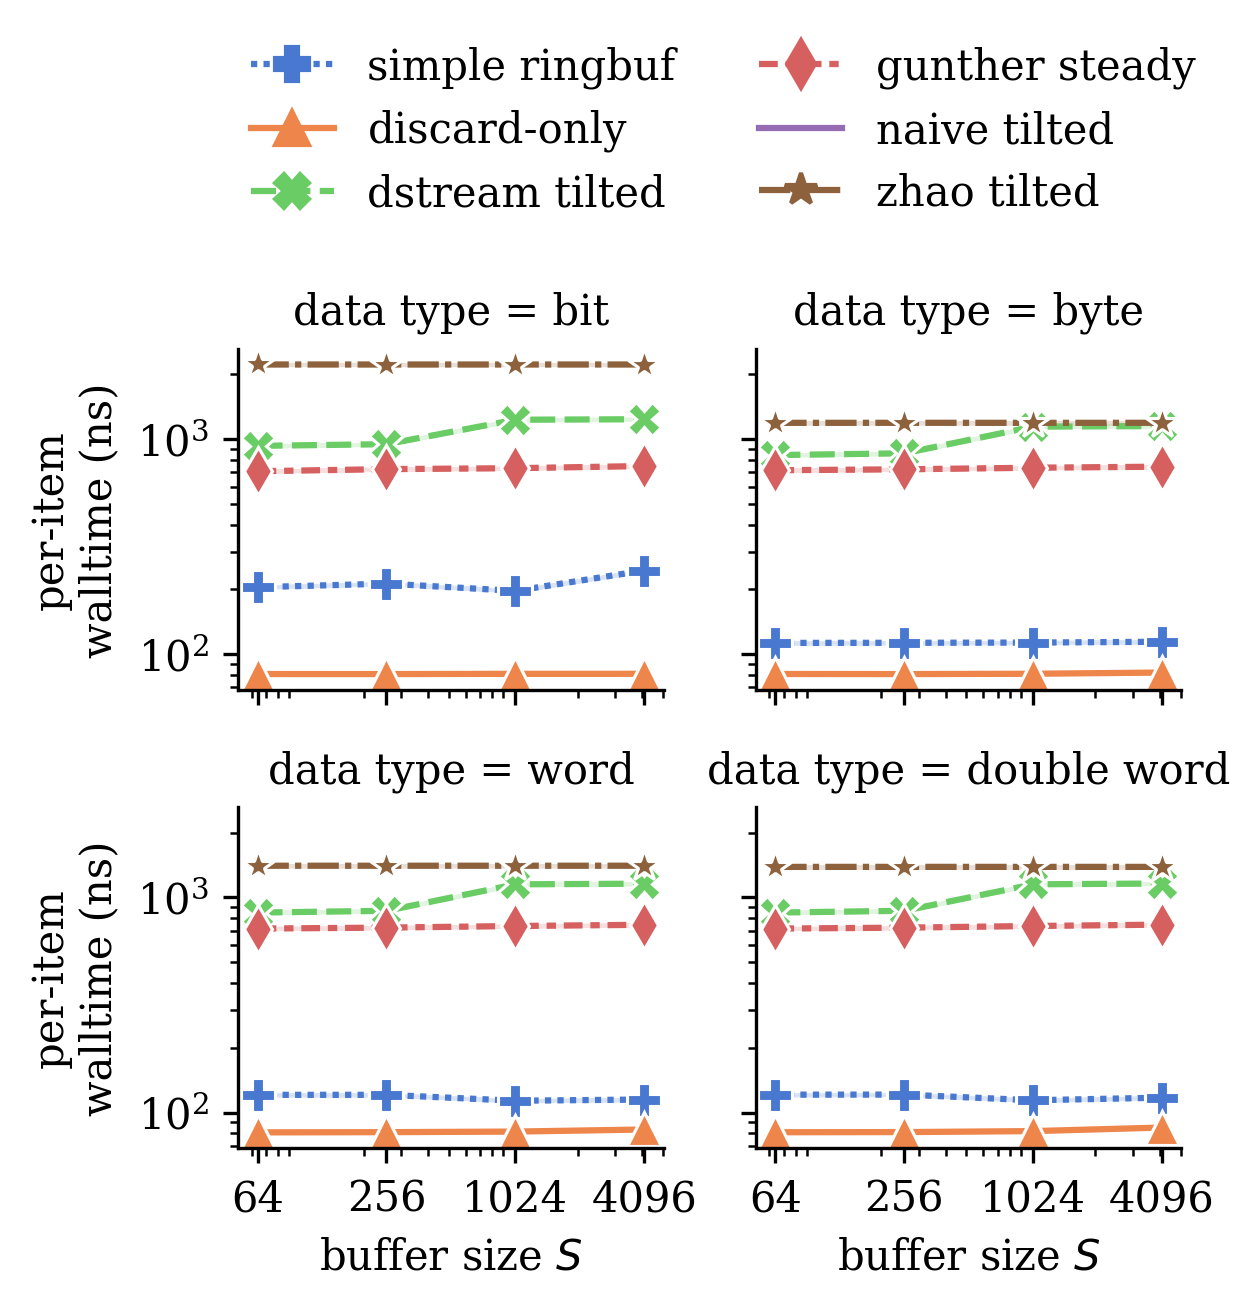 simple ringbuf
discard-only
dstream tilted
gunther steady
naive tilted
zhao tilted
data type = bit
data type = byte
per-item
walltime (ns)
10³
10²
data type = word
data type = double word
per-item
walltime (ns)
10³
10²
64 256 1024 4096
64 256 1024 4096
buffer size S
buffer size S